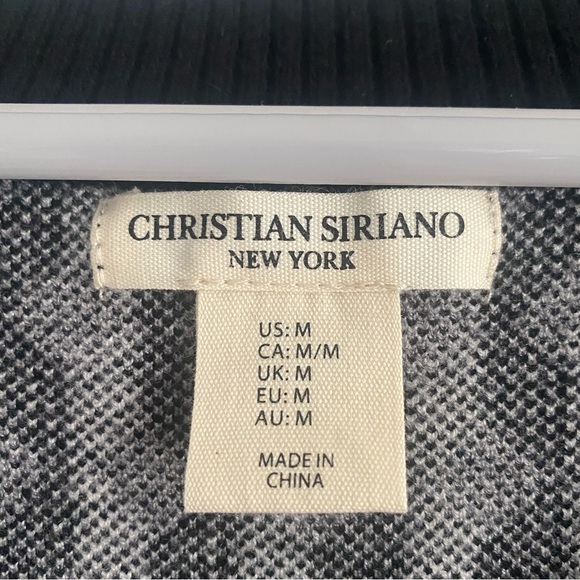 CHRISTIAN SIRIANO
NEW YORK
US: M
CA: M/M
UK: M
EU: M
AU: M
MADE IN
CHINA